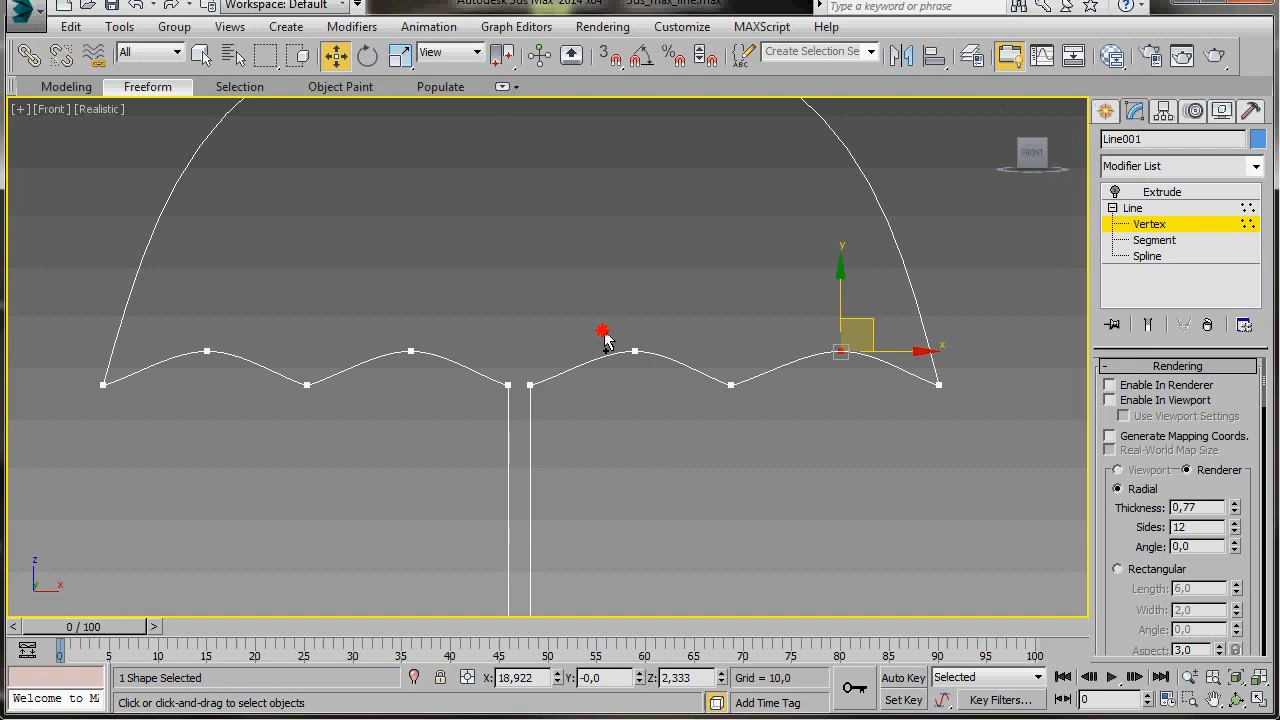 Workspace: Default
Autodesk 3ds Max 2014 x64 3ds_max_line.max
Type a keyword or phrase
Edit Tools Group Views Create Modifiers Animation Graph Editors Rendering Customize MAXScript Help
All
View
3
ABC
Create Selection Se
Modeling Freeform Selection Object Paint Populate
[+] [Front] [Realistic]
FRONT
y
x
z
x
Line001
Modifier List
Extrude
Line
Vertex
Segment
Spline
- Rendering
Enable In Renderer
Enable In Viewport
Use Viewport Settings
Generate Mapping Coords.
Real-World Map Size
Viewport Renderer
Radial
Thickness: 0,77
Sides: 12
Angle: 0,0
Rectangular
Length: 6,0
Width: 2,0
Angle: 0,0
Aspect: 3,0
< 0 / 100 >
0 5 10 15 20 25 30 35 40 45 50 55 60 65 70 75 80 85 90 95 100
1 Shape Selected
X: 18,922 Y: -0,0 Z: 2,333
Grid = 10,0
Auto Key Selected
Welcome to M
Click or click-and-drag to select objects
Add Time Tag
Set Key Key Filters...
0